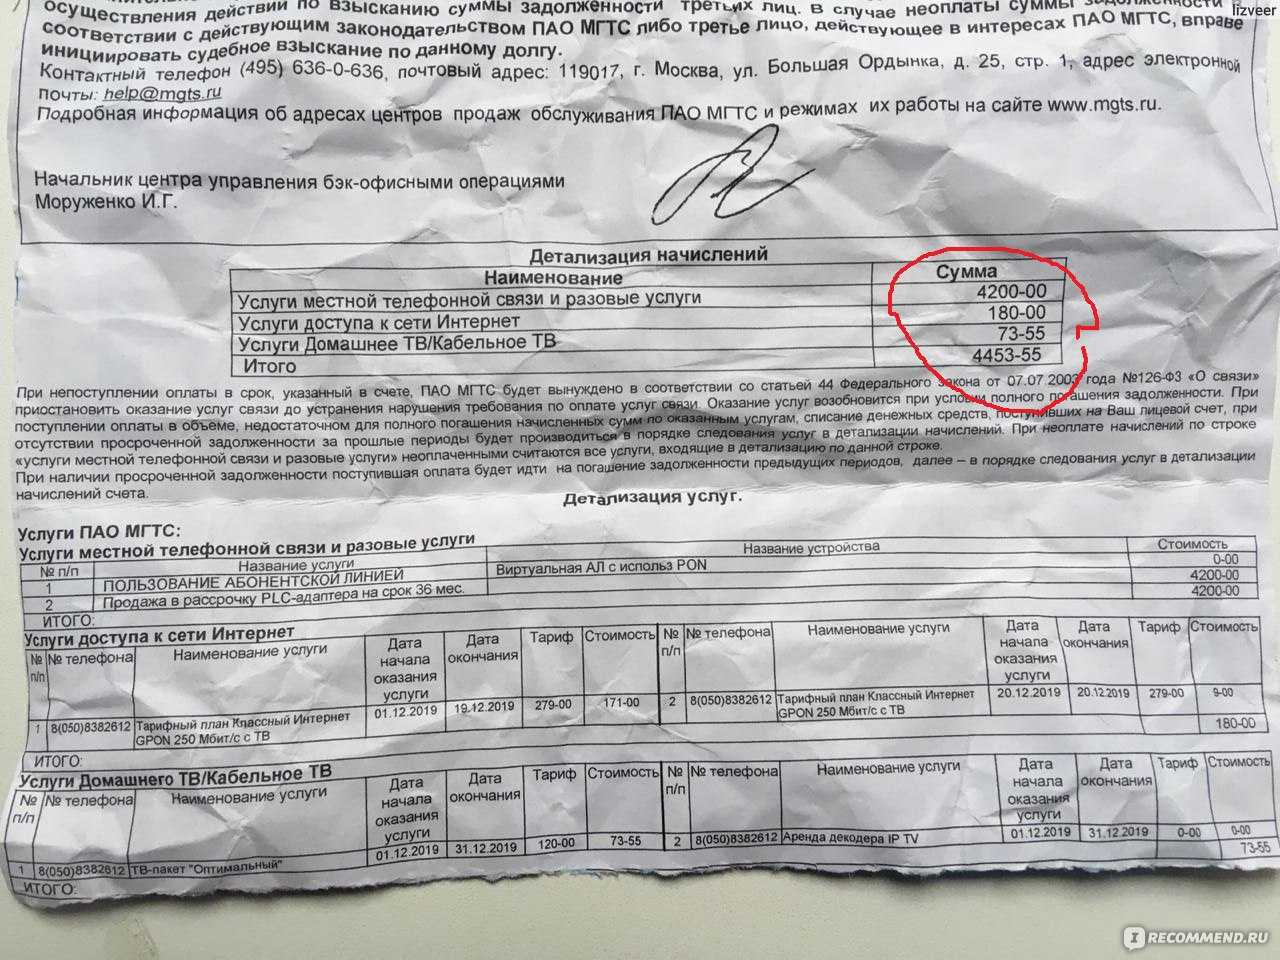 lizveer
осуществления действий по взысканию суммы задолженности третьих лиц. в случае неоплаты суммы задолженности
соответствии с действующим законодательством ПАО МГТС либо третье лицо, действующее в интересах ПАО МГТС, вправе
инициировать судебное взыскание по данному долгу.
Контактный телефон (495) 636-0-636, почтовый адрес: 119017, г. Москва, ул. Большая Ордынка, д. 25, стр. 1, адрес электронной
почты: help@mgts.ru
Подробная информация об адресах центров продаж обслуживания ПАО МГТС и режимах их работы на сайте www.mgts.ru.
Начальник центра управления бэк-офисными операциями
Моруженко И.Г.
Детализация начислений
Наименование Сумма
Услуги местной телефонной связи и разовые услуги 4200-00
Услуги доступа к сети Интернет 180-00
Услуги Домашнее ТВ/Кабельное ТВ 73-55
Итого 4453-55
При непоступлении оплаты в срок, указанный в счете, ПАО МГТС будет вынуждено в соответствии со статьей 44 Федерального закона от 07.07.2003 года №126-ФЗ «О связи»
приостановить оказание услуг связи до устранения нарушения требования по оплате услуг связи. Оказание услуг возобновится при условии полного погашения задолженности. При
поступлении оплаты в объеме, недостаточном для полного погашения начисленных сумм по оказанным услугам, списание денежных средств, поступивших на Ваш лицевой счет, при
отсутствии просроченной задолженности за прошлые периоды будет производиться в порядке следования услуг в детализации начислений. При неоплате начислений по строке
«услуги местной телефонной связи и разовые услуги» неоплаченными считаются все услуги, входящие в детализацию по данной строке.
При наличии просроченной задолженности поступившая оплата будет идти на погашение задолженности предыдущих периодов, далее – в порядке следования услуг в детализации
начислений счета.
Детализация услуг.
Услуги ПАО МГТС:
Услуги местной телефонной связи и разовые услуги
№ п/п Название услуги Название устройства Стоимость
1 ПОЛЬЗОВАНИЕ АБОНЕНТСКОЙ ЛИНИЕЙ Виртуальная АЛ с использ PON 0-00
2 Продажа в рассрочку PLC-адаптера на срок 36 мес. 4200-00
ИТОГО: 4200-00
Услуги доступа к сети Интернет
№ п/п № телефона Наименование услуги Дата начала оказания услуги Дата окончания Тариф Стоимость № п/п № телефона Наименование услуги Дата начала оказания услуги Дата окончания Тариф Стоимость
1 8(050)8382612 Тарифный план Классный Интернет GPON 250 Мбит/с с ТВ 01.12.2019 19.12.2019 279-00 171-00 2 8(050)8382612 Тарифный план Классный Интернет GPON 250 Мбит/с с ТВ 20.12.2019 20.12.2019 279-00 9-00
ИТОГО: 180-00
Услуги Домашнего ТВ/Кабельное ТВ
№ п/п № телефона Наименование услуги Дата начала оказания услуги Дата окончания Тариф Стоимость № п/п № телефона Наименование услуги Дата начала оказания услуги Дата окончания Тариф Стоимость
1 8(050)8382612 ТВ-пакет "Оптимальный" 01.12.2019 31.12.2019 120-00 73-55 2 8(050)8382612 Аренда декодера IP TV 01.12.2019 31.12.2019 0-00 0-00
ИТОГО: 73-55
IRECOMMEND.RU